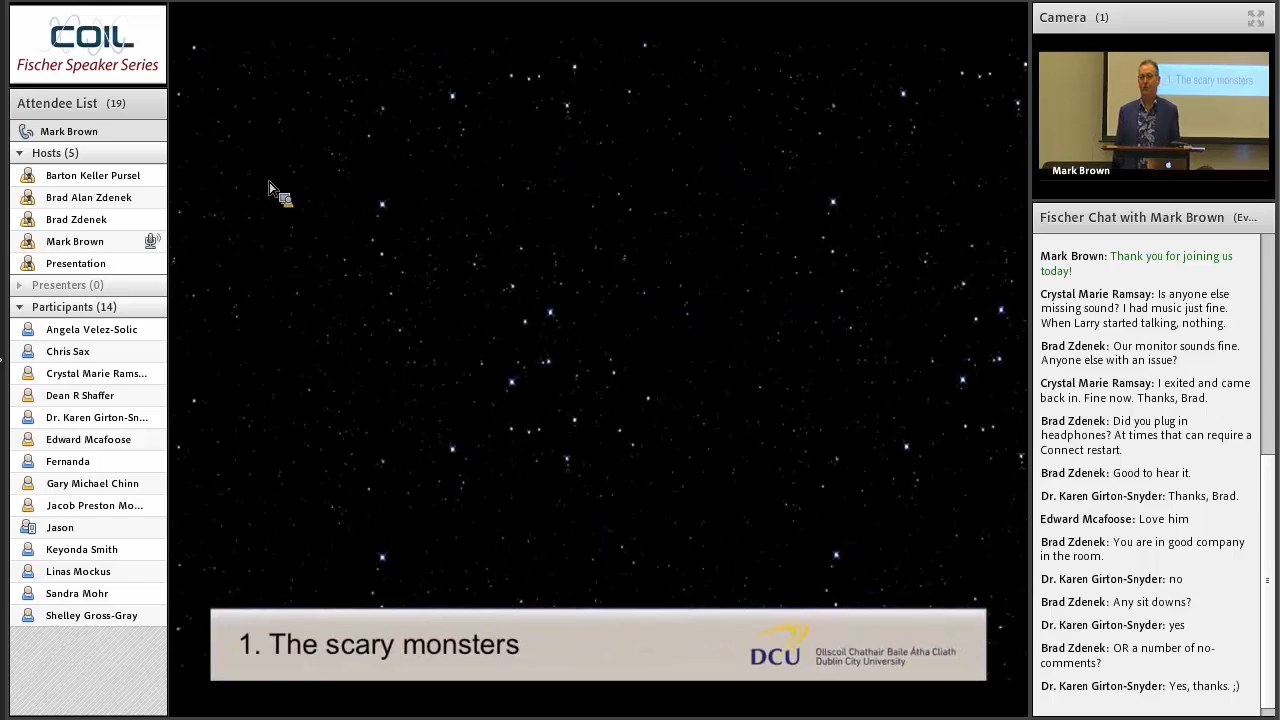 COIL
Fischer Speaker Series
Attendee List (19)
Mark Brown
Hosts (5)
Barton Keller Pursel
Brad Alan Zdenek
Brad Zdenek
Mark Brown
Presentation
Presenters (0)
Participants (14)
Angela Velez-Solic
Chris Sax
Crystal Marie Rams...
Dean R Shaffer
Dr. Karen Girton-Sn...
Edward Mcafoose
Fernanda
Gary Michael Chinn
Jacob Preston Mo...
Jason
Keyonda Smith
Linas Mockus
Sandra Mohr
Shelley Gross-Gray
1. The scary monsters
DCU
Ollscoil Chathair Baile Átha Cliath
Dublin City University
Camera (1)
1. The scary monsters
Mark Brown
Fischer Chat with Mark Brown (Ev...
Mark Brown: Thank you for joining us
today!
Crystal Marie Ramsay: Is anyone else
missing sound? I had music just fine.
When Larry started talking, nothing.
Brad Zdenek: Our monitor sounds fine.
Anyone else with an issue?
Crystal Marie Ramsay: I exited and came
back in. Fine now. Thanks, Brad.
Brad Zdenek: Did you plug in
headphones? At times that can require a
Connect restart.
Brad Zdenek: Good to hear it.
Dr. Karen Girton-Snyder: Thanks, Brad.
Edward Mcafoose: Love him
Brad Zdenek: You are in good company
in the room.
Dr. Karen Girton-Snyder: no
Brad Zdenek: Any sit downs?
Dr. Karen Girton-Snyder: yes
Brad Zdenek: OR a number of no-
comments?
Dr. Karen Girton-Snyder: Yes, thanks. ;)